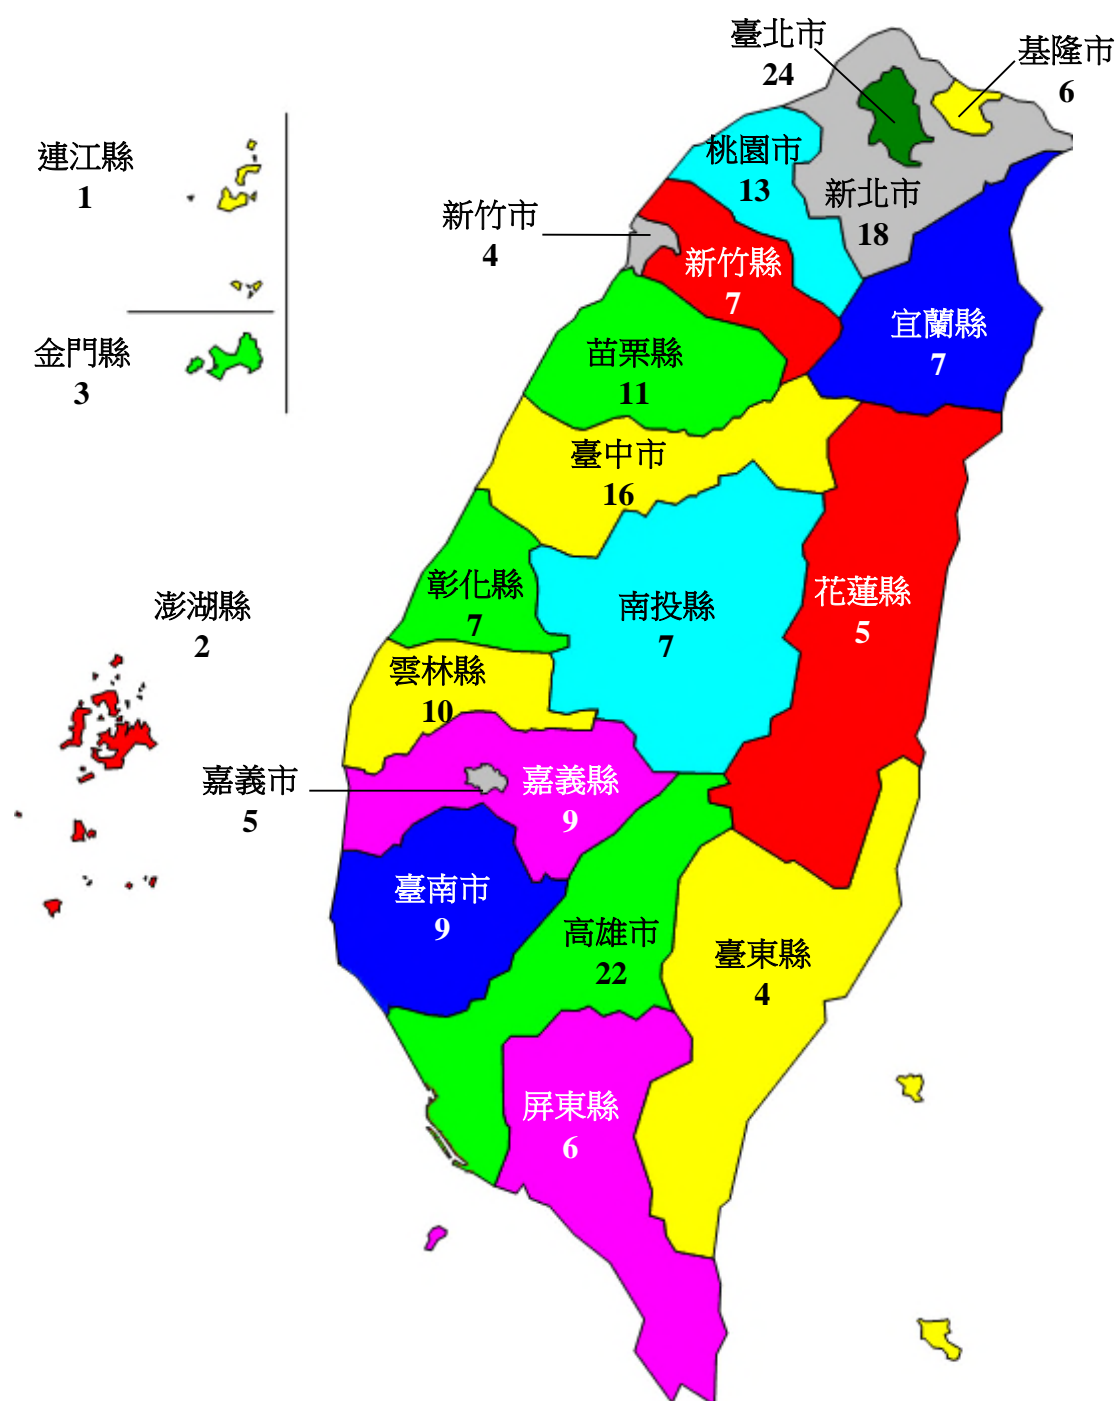 臺北市
24
基隆市
6
連江縣
1
桃園市
13
新北市
18
新竹市
4
新竹縣
7
宜蘭縣
7
金門縣
3
苗栗縣
11
臺中市
16
彰化縣
7
南投縣
7
花蓮縣
5
澎湖縣
2
雲林縣
10
嘉義市
5
嘉義縣
9
臺南市
9
高雄市
22
臺東縣
4
屏東縣
6